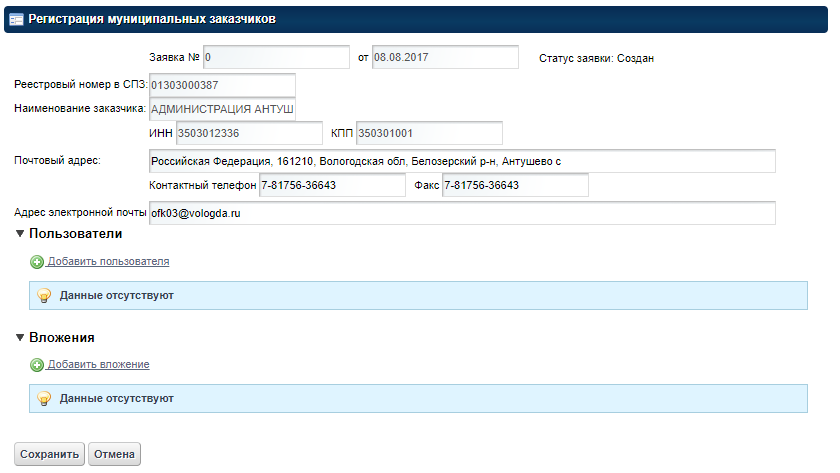 Регистрация муниципальных заказчиков
Заявка № 0 от 08.08.2017 Статус заявки: Создан
Реестровый номер в СПЗ: 01303000387
Наименование заказчика: АДМИНИСТРАЦИЯ АНТУШ
ИНН 3503012336 КПП 350301001
Почтовый адрес: Российская Федерация, 161210, Вологодская обл, Белозерский р-н, Антушево с
Контактный телефон 7-81756-36643 Факс 7-81756-36643
Адрес электронной почты ofk03@vologda.ru
Пользователи
Добавить пользователя
Данные отсутствуют
Вложения
Добавить вложение
Данные отсутствуют
Сохранить Отмена